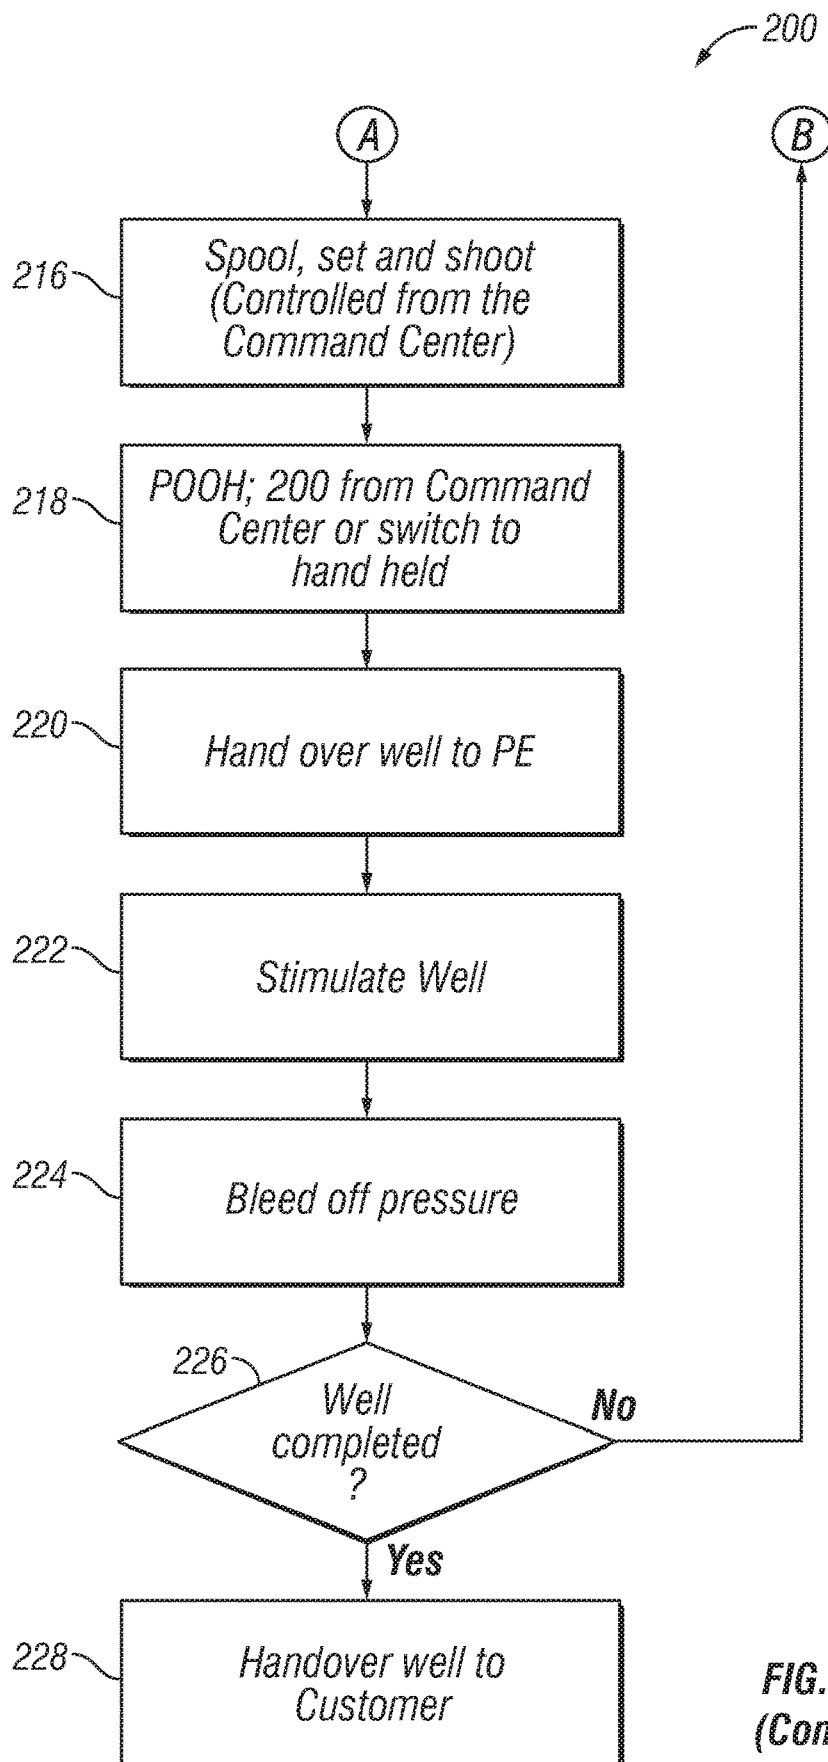 200
A
B
216
Spool, set and shoot
(Controlled from the
Command Center)
218
POOH; 200 from Command
Center or switch to
hand held
220
Hand over well to PE
222
Stimulate Well
224
Bleed off pressure
226
Well
completed
?
No
Yes
228
Handover well to
Customer
FIG.
(Con